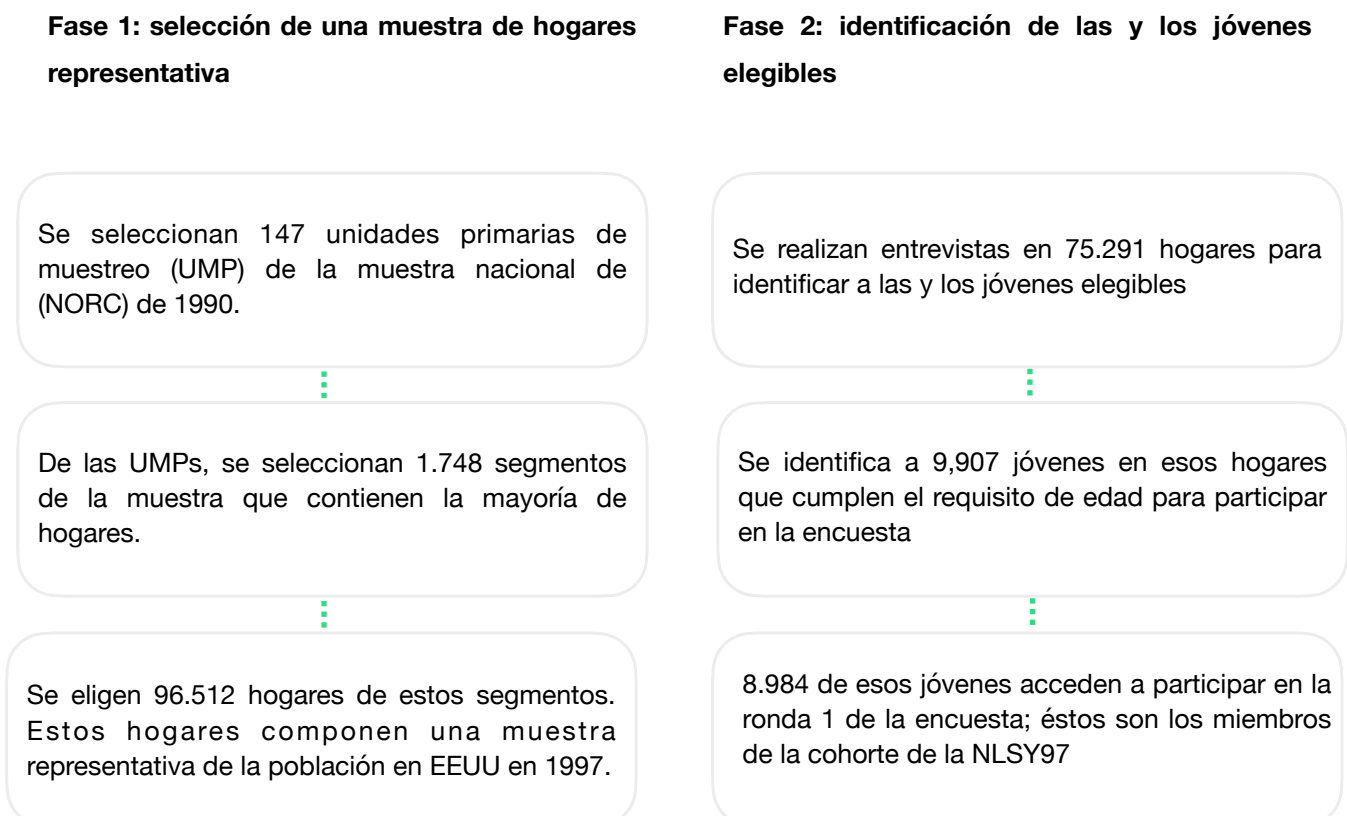 Fase 1: selección de una muestra de hogares
representativa
Se seleccionan 147 unidades primarias de
muestreo (UMP) de la muestra nacional de
(NORC) de 1990.
De las UMPs, se seleccionan 1.748 segmentos
de la muestra que contienen la mayoría de
hogares.
Se eligen 96.512 hogares de estos segmentos.
Estos hogares componen una muestra
representativa de la población en EEUU en 1997.
Fase 2: identificación de las y los jóvenes
elegibles
Se realizan entrevistas en 75.291 hogares para
identificar a las y los jóvenes elegibles
Se identifica a 9,907 jóvenes en esos hogares
que cumplen el requisito de edad para participar
en la encuesta
8.984 de esos jóvenes acceden a participar en la
ronda 1 de la encuesta; éstos son los miembros
de la cohorte de la NLSY97